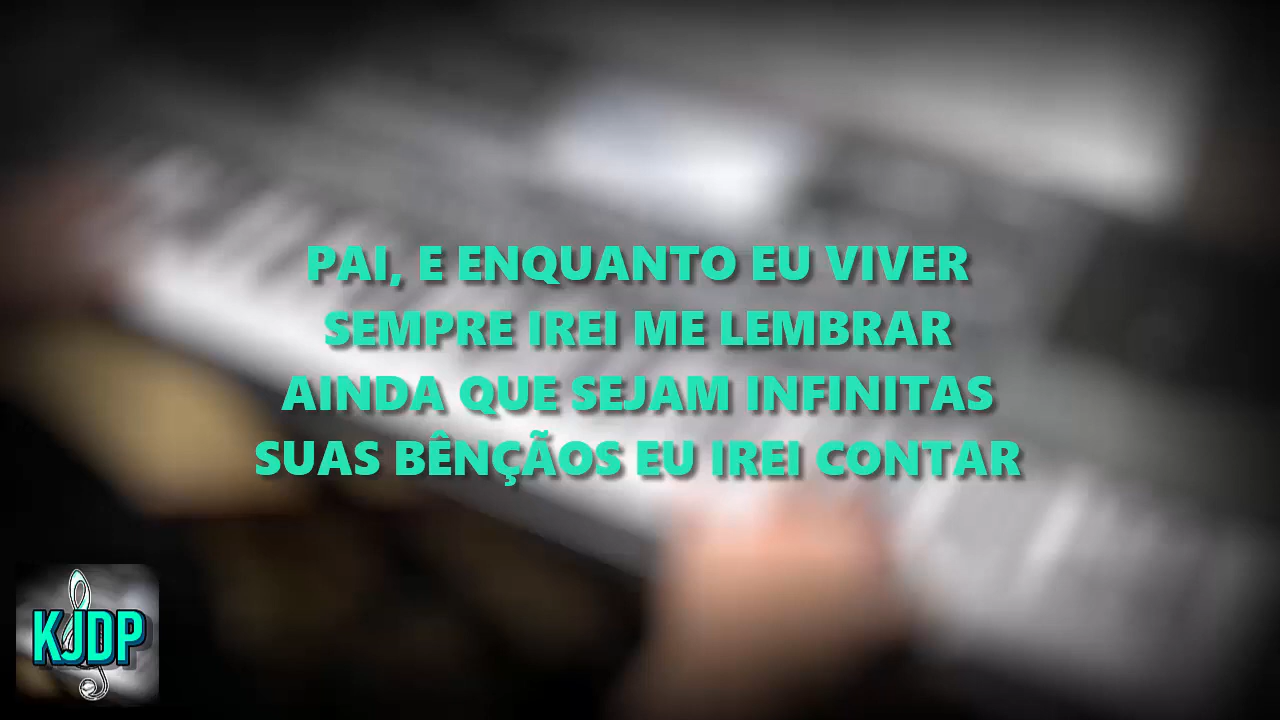 PAI, E ENQUANTO EU VIVER
SEMPRE IREI ME LEMBRAR
AINDA QUE SEJAM INFINITAS
SUAS BÊNÇÃOS EU IREI CONTAR
KJDP